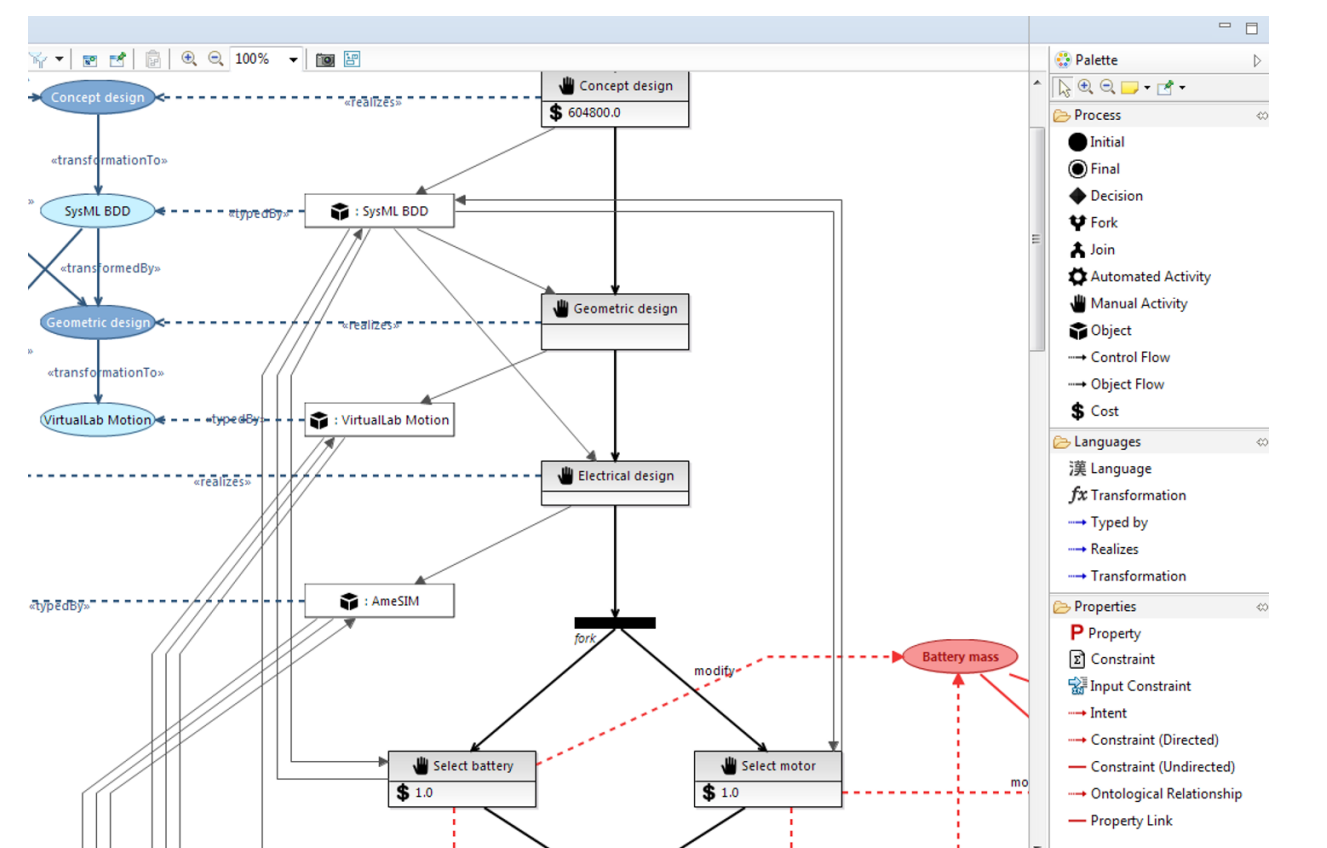 100%
Palette
Concept design
«realizes»
Concept design
604800.0
«transformationTo»
SysML BDD
«typedBy»
: SysML BDD
«transformedBy»
Geometric design
«realizes»
Geometric design
«transformationTo»
VirtualLab Motion
«typedBy»
: VirtualLab Motion
«realizes»
Electrical design
«typedBy»
: AmeSIM
fork
modify
Battery mass
Select battery
$ 1.0
Select motor
$ 1.0
mo
Process
Initial
Final
Decision
Fork
Join
Automated Activity
Manual Activity
Object
Control Flow
Object Flow
$ Cost
Languages
漢 Language
fx Transformation
Typed by
Realizes
Transformation
Properties
P Property
Σ Constraint
Input Constraint
Intent
Constraint (Directed)
Constraint (Undirected)
Ontological Relationship
Property Link